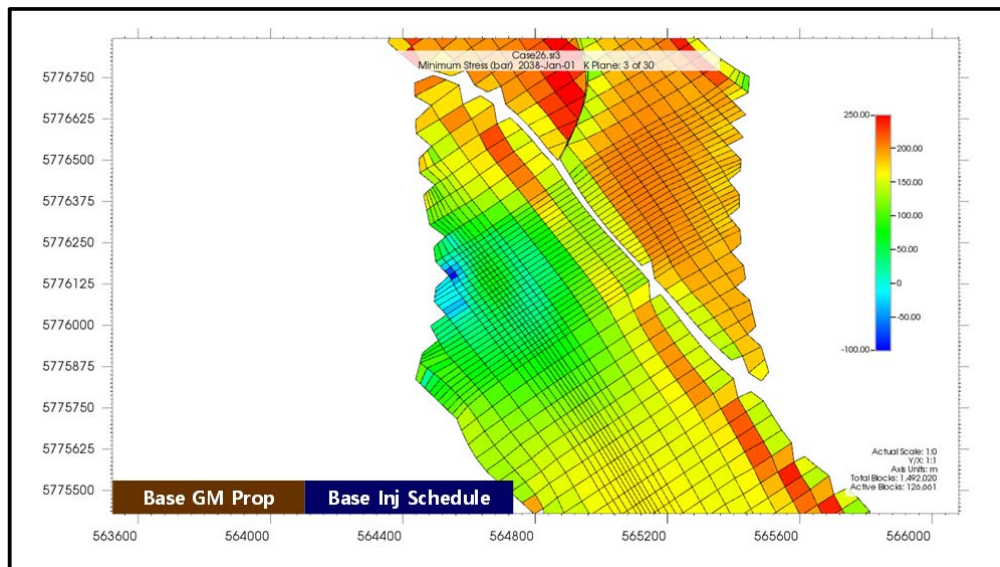 Case26.sr3
Minimum Stress (bar) 2038-Jan-01 K Plane: 3 of 30
5776750
5776625
5776500
5776375
5776250
5776125
5776000
5775875
5775750
5775625
5775500
250.00
200.00
150.00
100.00
50.00
0
-50.00
-100.00
Actual Scale: 1:0
Y/X: 1:1
Axis Units: m
Total Blocks: 1,492,020
Active Blocks: 126,661
Base GM Prop Base Inj Schedule
563600 564000 564400 564800 565200 565600 566000